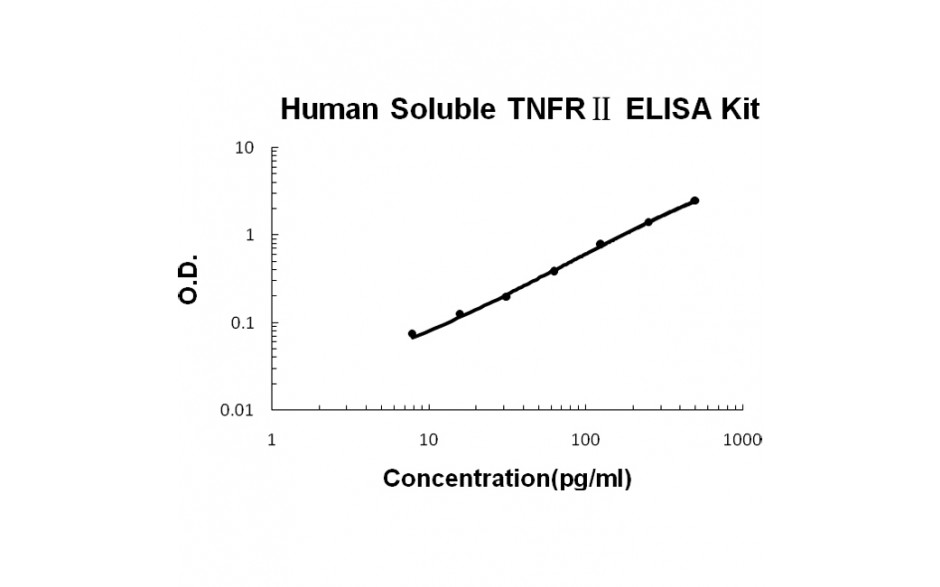 Human Soluble TNFRⅡ ELISA Kit
10
1
0.1
0.01
O.D.
1 10 100 1000
Concentration(pg/ml)